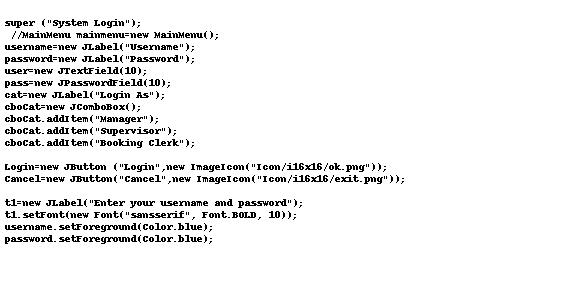 super ("System Login");
//MainMenu mainmenu=new MainMenu();
username=new JLabel("Username");
password=new JLabel("Password");
user=new JTextField(10);
pass=new JPasswordField(10);
cat=new JLabel("Login As");
cboCat=new JComboBox();
cboCat.addItem("Manager");
cboCat.addItem("Supervisor");
cboCat.addItem("Booking Clerk");
Login=new JButton ("Login",new ImageIcon("Icon/i16x16/ok.png"));
Cancel=new JButton("Cancel",new ImageIcon("Icon/i16x16/exit.png"));
t1=new JLabel("Enter your username and password");
t1.setFont(new Font("sansserif", Font.BOLD, 10));
username.setForeground(Color.blue);
password.setForeground(Color.blue);